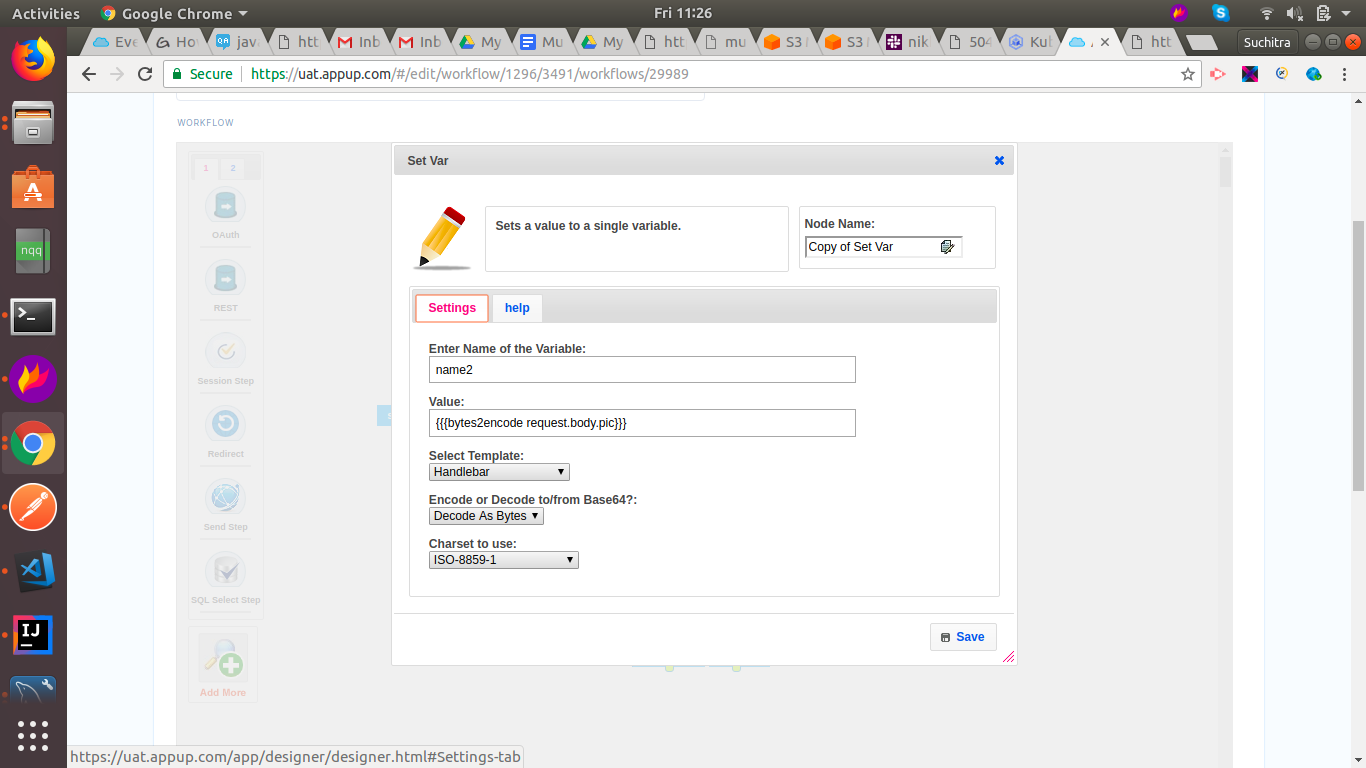 Activities Google Chrome Fri 11:26
Eve Ho java htt Inb Inb My Mu My htt mu S3 S3 nik 504 Kul A htt Suchitra
Secure https://uat.appup.com/#/edit/workflow/1296/3491/workflows/29989
WORKFLOW
Set Var
1 2
OAuth
REST
Session Step
Redirect
Send Step
SQL Select Step
Add More
Sets a value to a single variable.
Node Name:
Copy of Set Var
Settings help
Enter Name of the Variable:
name2
Value:
{{{bytes2encode request.body.pic}}}
Select Template:
Handlebar
Encode or Decode to/from Base64?:
Decode As Bytes
Charset to use:
ISO-8859-1
Save
nqq
IJ
https://uat.appup.com/app/designer/designer.html#Settings-tab